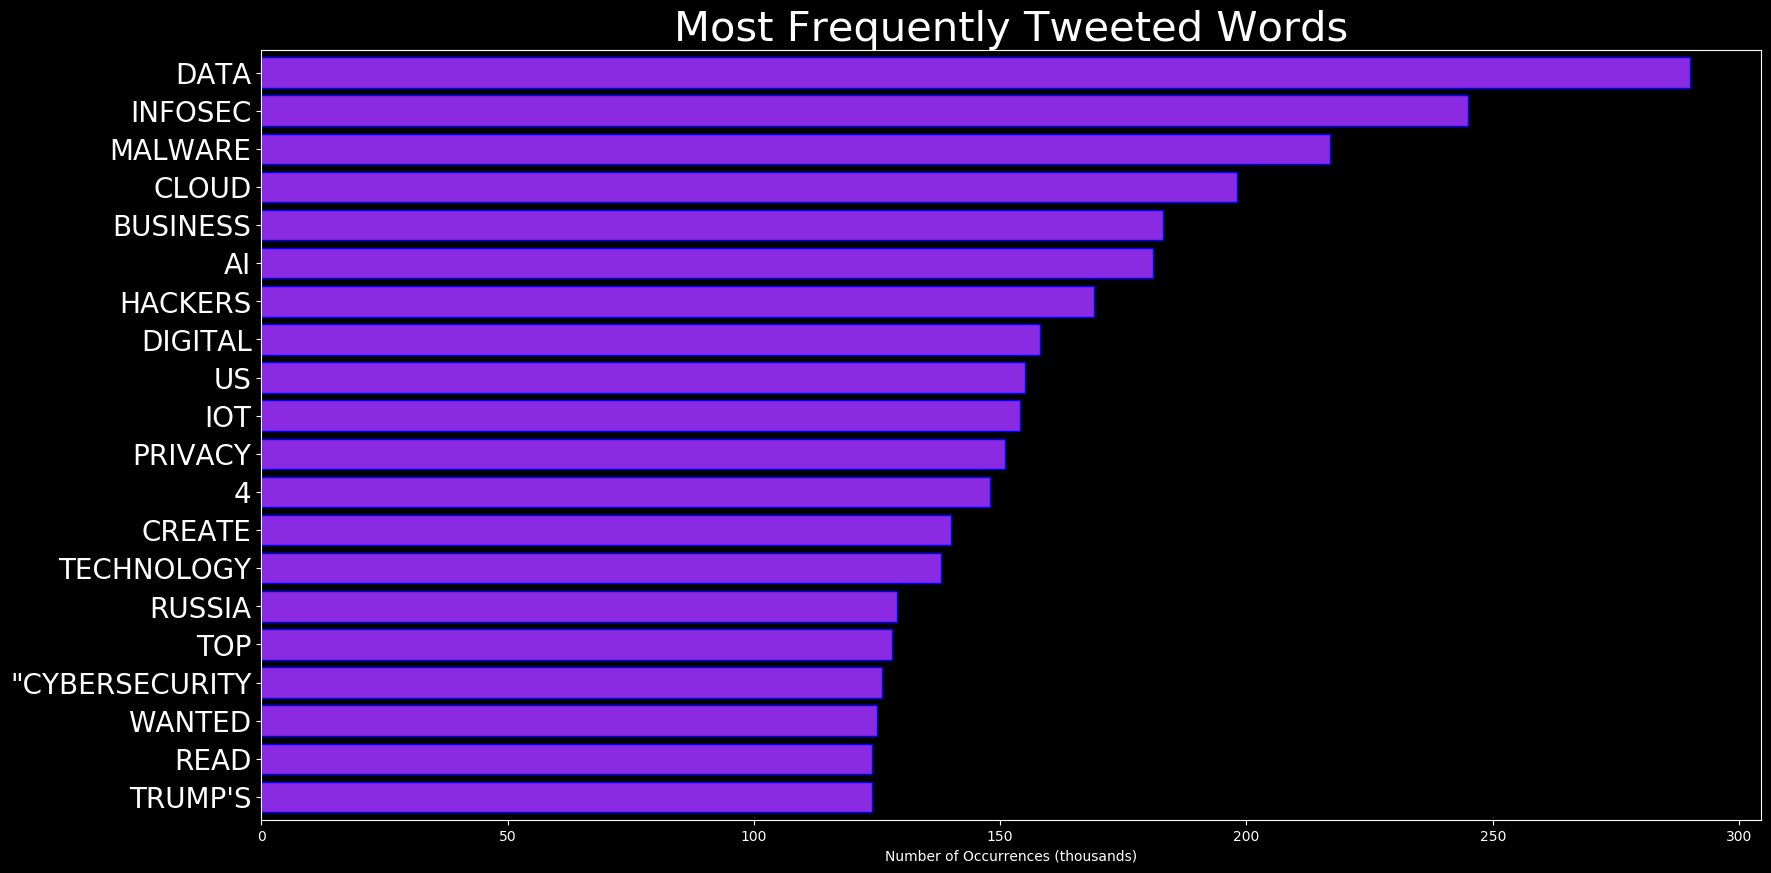 Most Frequently Tweeted Words
DATA
INFOSEC
MALWARE
CLOUD
BUSINESS
AI
HACKERS
DIGITAL
US
IOT
PRIVACY
4
CREATE
TECHNOLOGY
RUSSIA
TOP
"CYBERSECURITY
WANTED
READ
TRUMP'S
0 50 100 150 200 250 300
Number of Occurrences (thousands)